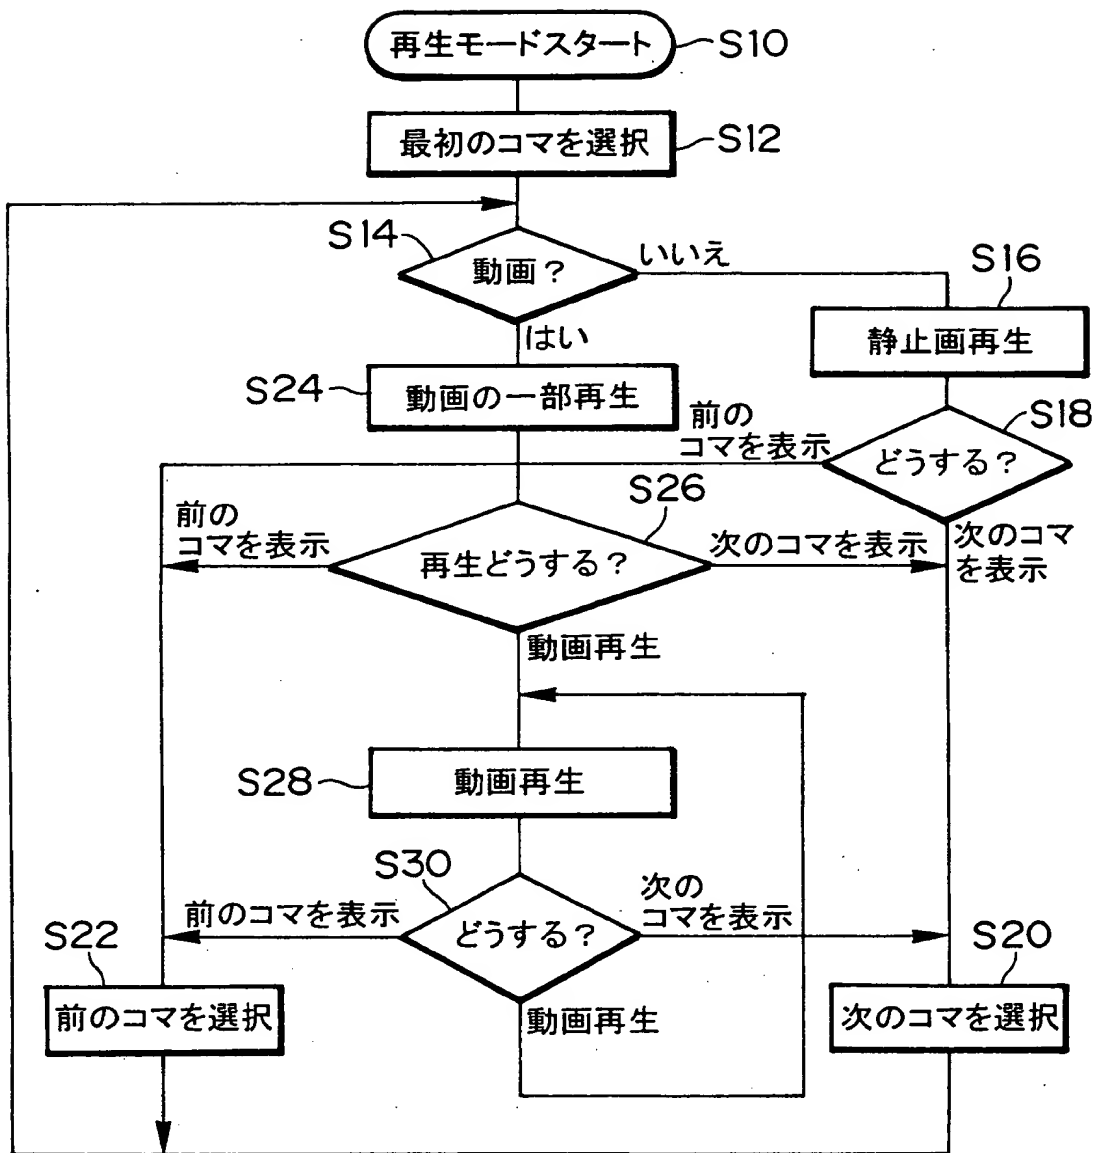 再生モードスタート
S10
最初のコマを選択
S12
S14
動画？
いいえ
はい
S16
静止画再生
S24
動画の一部再生
前の
コマを表示
S18
どうする？
次のコマ
を表示
S26
再生どうする？
前の
コマを表示
次のコマを表示
動画再生
S28
動画再生
S30
どうする？
前のコマを表示
次の
コマを表示
動画再生
S22
前のコマを選択
S20
次のコマを選択